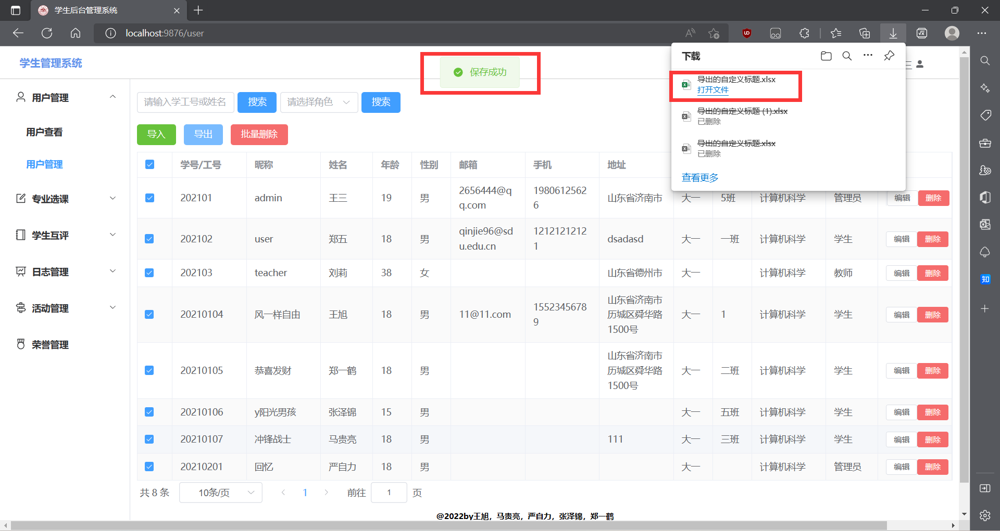 学生后台管理系统
localhost:9876/user
学生管理系统
保存成功
下载
导出的自定义标题.xlsx
打开文件
导出的自定义标题 (1).xlsx
已删除
导出的自定义标题.xlsx
已删除
查看更多
用户管理
用户查看
用户管理
专业选课
学生互评
日志管理
活动管理
荣誉管理
请输入学工号或姓名 搜索 请选择角色 搜索
导入 导出 批量删除
学号/工号 昵称 姓名 年龄 性别 邮箱 手机 地址
202101 admin 王三 19 男 2656444@q
q.com 1980612562
6 山东省济南市 大一 5班 计算机科学 管理员 编辑 删除
202102 user 郑五 18 男 qinjie96@sd
u.edu.cn 1212121212
1 dsadasd 大一 一班 计算机科学 学生 编辑 删除
202103 teacher 刘莉 38 女 山东省德州市 大一 计算机科学 教师 编辑 删除
20210104 风一样自由 王旭 18 男 11@11.com 1552345678
9 山东省济南市
历城区舜华路
1500号 大一 1 计算机科学 学生 编辑 删除
20210105 恭喜发财 郑一鹤 18 男 山东省济南市
历城区舜华路
1500号 大一 二班 计算机科学 学生 编辑 删除
20210106 y阳光男孩 张泽锦 15 男 大一 五班 计算机科学 学生 编辑 删除
20210107 冲锋战士 马贵亮 18 男 111 大一 三班 计算机科学 学生 编辑 删除
20210201 回忆 严自力 18 男 大一 计算机科学 管理员 编辑 删除
共 8 条 10条/页 1 前往 1 页
@2022by王旭，马贵亮，严自力，张泽锦，郑一鹤
知